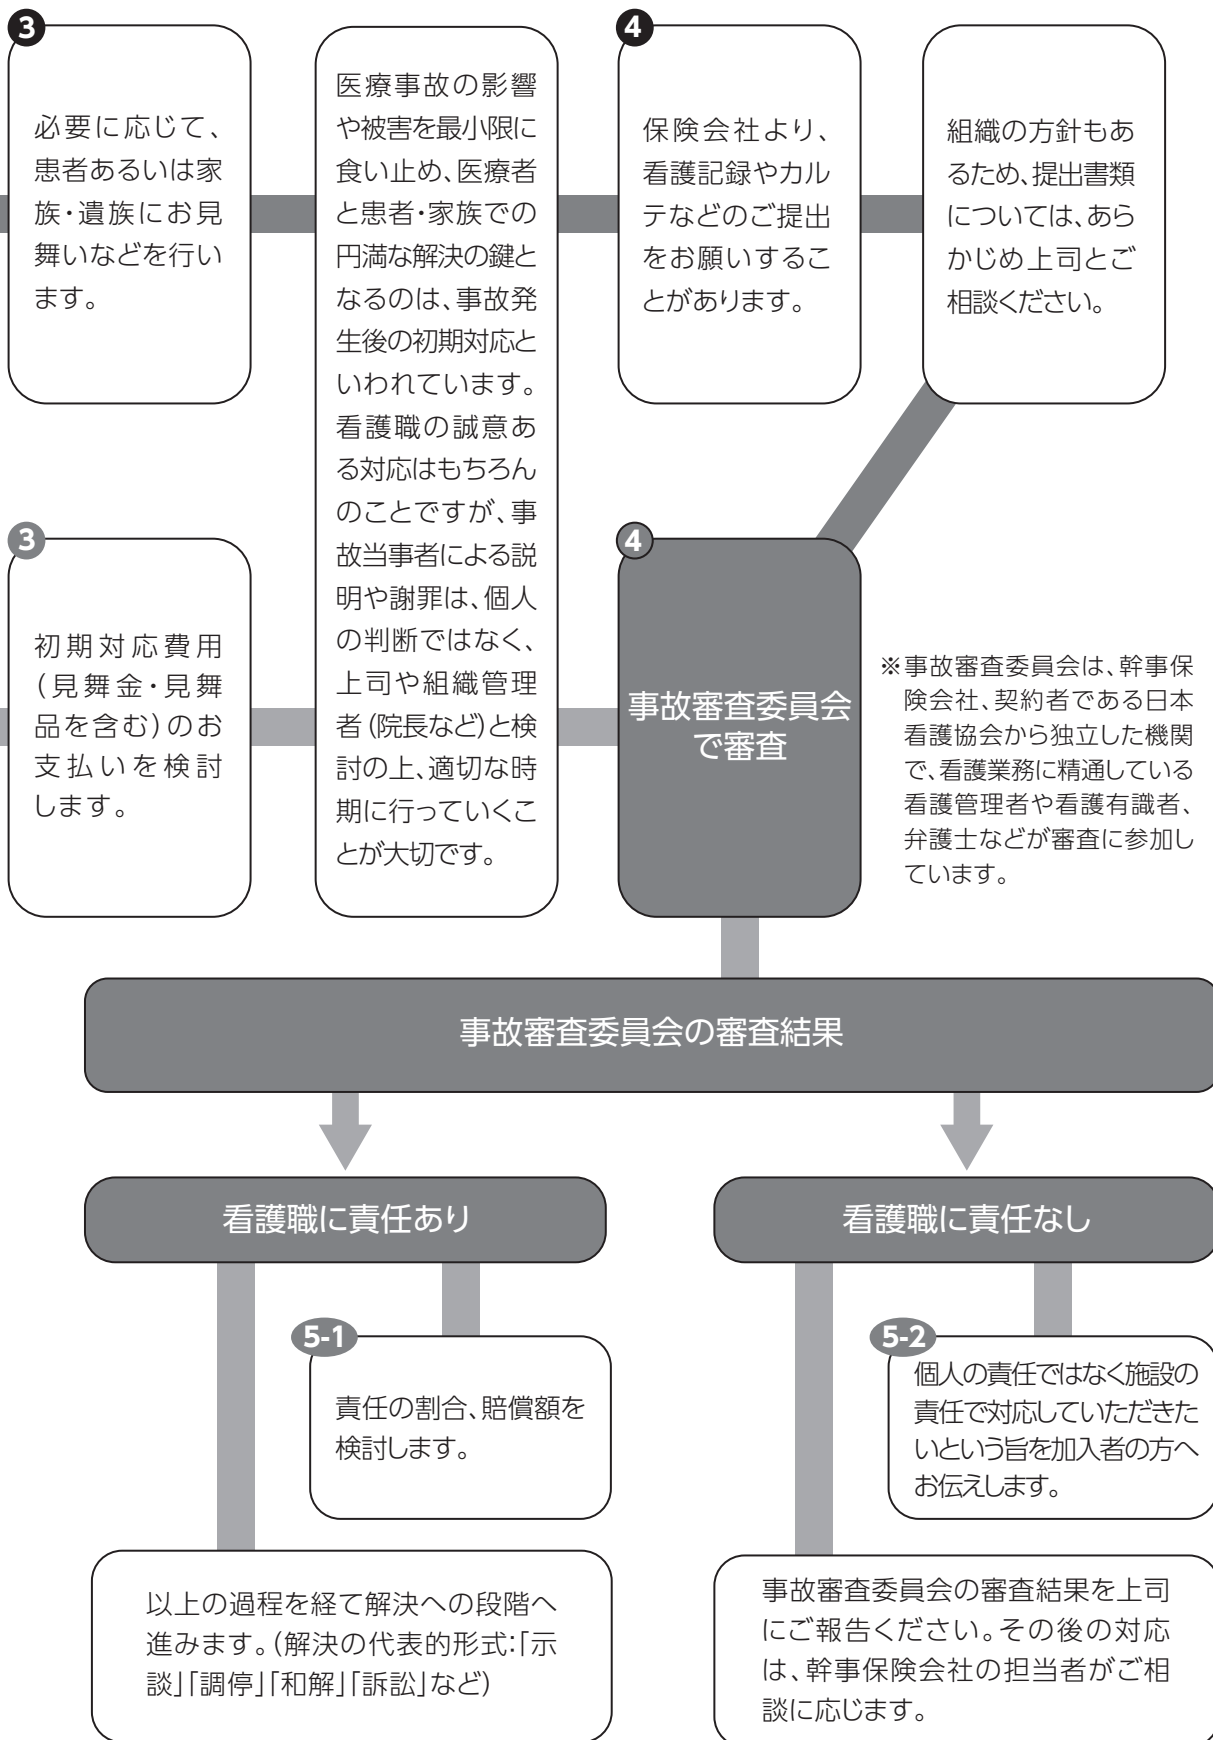 3
必要に応じて、
患者あるいは家
族・遺族にお見
舞いなどを行い
ます。
医療事故の影響
や被害を最小限に
食い止め、医療者
と患者・家族での
円満な解決の鍵と
なるのは、事故発
生後の初期対応と
いわれています。
看護職の誠意あ
る対応はもちろん
のことですが、事
故当事者による説
明や謝罪は、個人
の判断ではなく、
上司や組織管理
者(院長など)と検
討の上、適切な時
期に行っていくこ
とが大切です。
4
保険会社より、
看護記録やカル
テなどのご提出
をお願いするこ
とがあります。
組織の方針もあ
るため、提出書類
については、あら
かじめ上司とご
相談ください。
3
初期対応費用
(見舞金・見舞
品を含む)のお
支払いを検討
します。
4
事故審査委員会
で審査
※事故審査委員会は、幹事保
険会社、契約者である日本
看護協会から独立した機関
で、看護業務に精通している
看護管理者や看護有識者、
弁護士などが審査に参加し
ています。
事故審査委員会の審査結果
看護職に責任あり
5-1
責任の割合、賠償額を
検討します。
以上の過程を経て解決への段階へ
進みます。(解決の代表的形式:「示
談」「調停」「和解」「訴訟」など)
看護職に責任なし
5-2
個人の責任ではなく施設の
責任で対応していただきた
いという旨を加入者の方へ
お伝えします。
事故審査委員会の審査結果を上司
にご報告ください。その後の対応
は、幹事保険会社の担当者がご相
談に応じます。